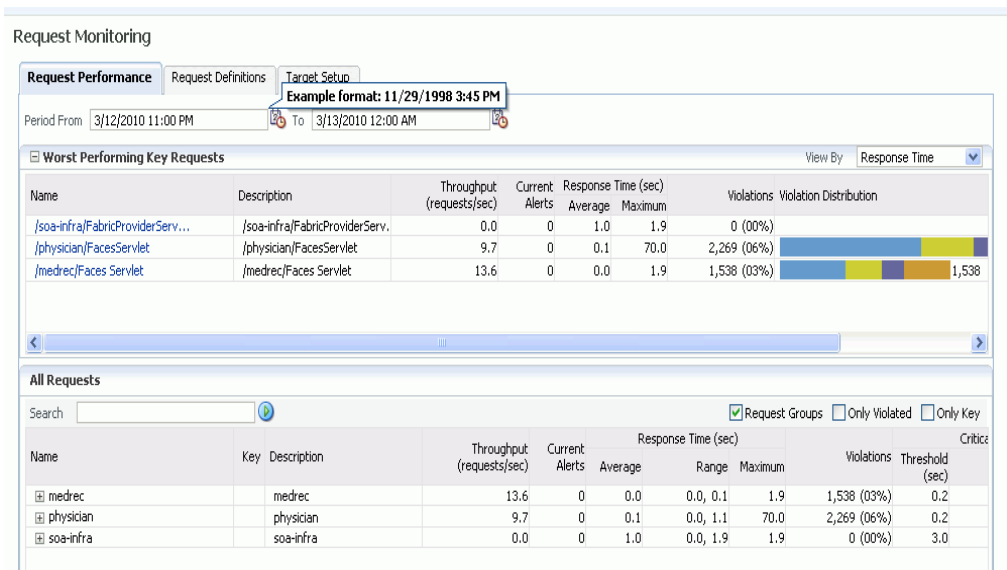 Request Monitoring
Request Performance Request Definitions Target Setup
Example format: 11/29/1998 3:45 PM
Period From 3/12/2010 11:00 PM To 3/13/2010 12:00 AM
Worst Performing Key Requests View By Response Time
Name Description Throughput (requests/sec) Current Alerts Response Time (sec) Average Maximum Violations Violation Distribution
/soa-infra/FabricProviderServ... /soa-infra/FabricProviderServ. 0.0 0 1.0 1.9 0 (00%)
/physician/FacesServlet /physician/FacesServlet 9.7 0 0.1 70.0 2,269 (06%)
/medrec/Faces Servlet /medrec/Faces Servlet 13.6 0 0.0 1.9 1,538 (03%) 1,538
All Requests
Search Request Groups Only Violated Only Key
Name Key Description Throughput (requests/sec) Current Alerts Response Time (sec) Average Range Maximum Violations Critica Threshold (sec)
medrec medrec 13.6 0 0.0 0.0, 0.1 1.9 1,538 (03%) 0.2
physician physician 9.7 0 0.1 0.0, 1.1 70.0 2,269 (06%) 0.2
soa-infra soa-infra 0.0 0 1.0 0.0, 1.9 1.9 0 (00%) 3.0